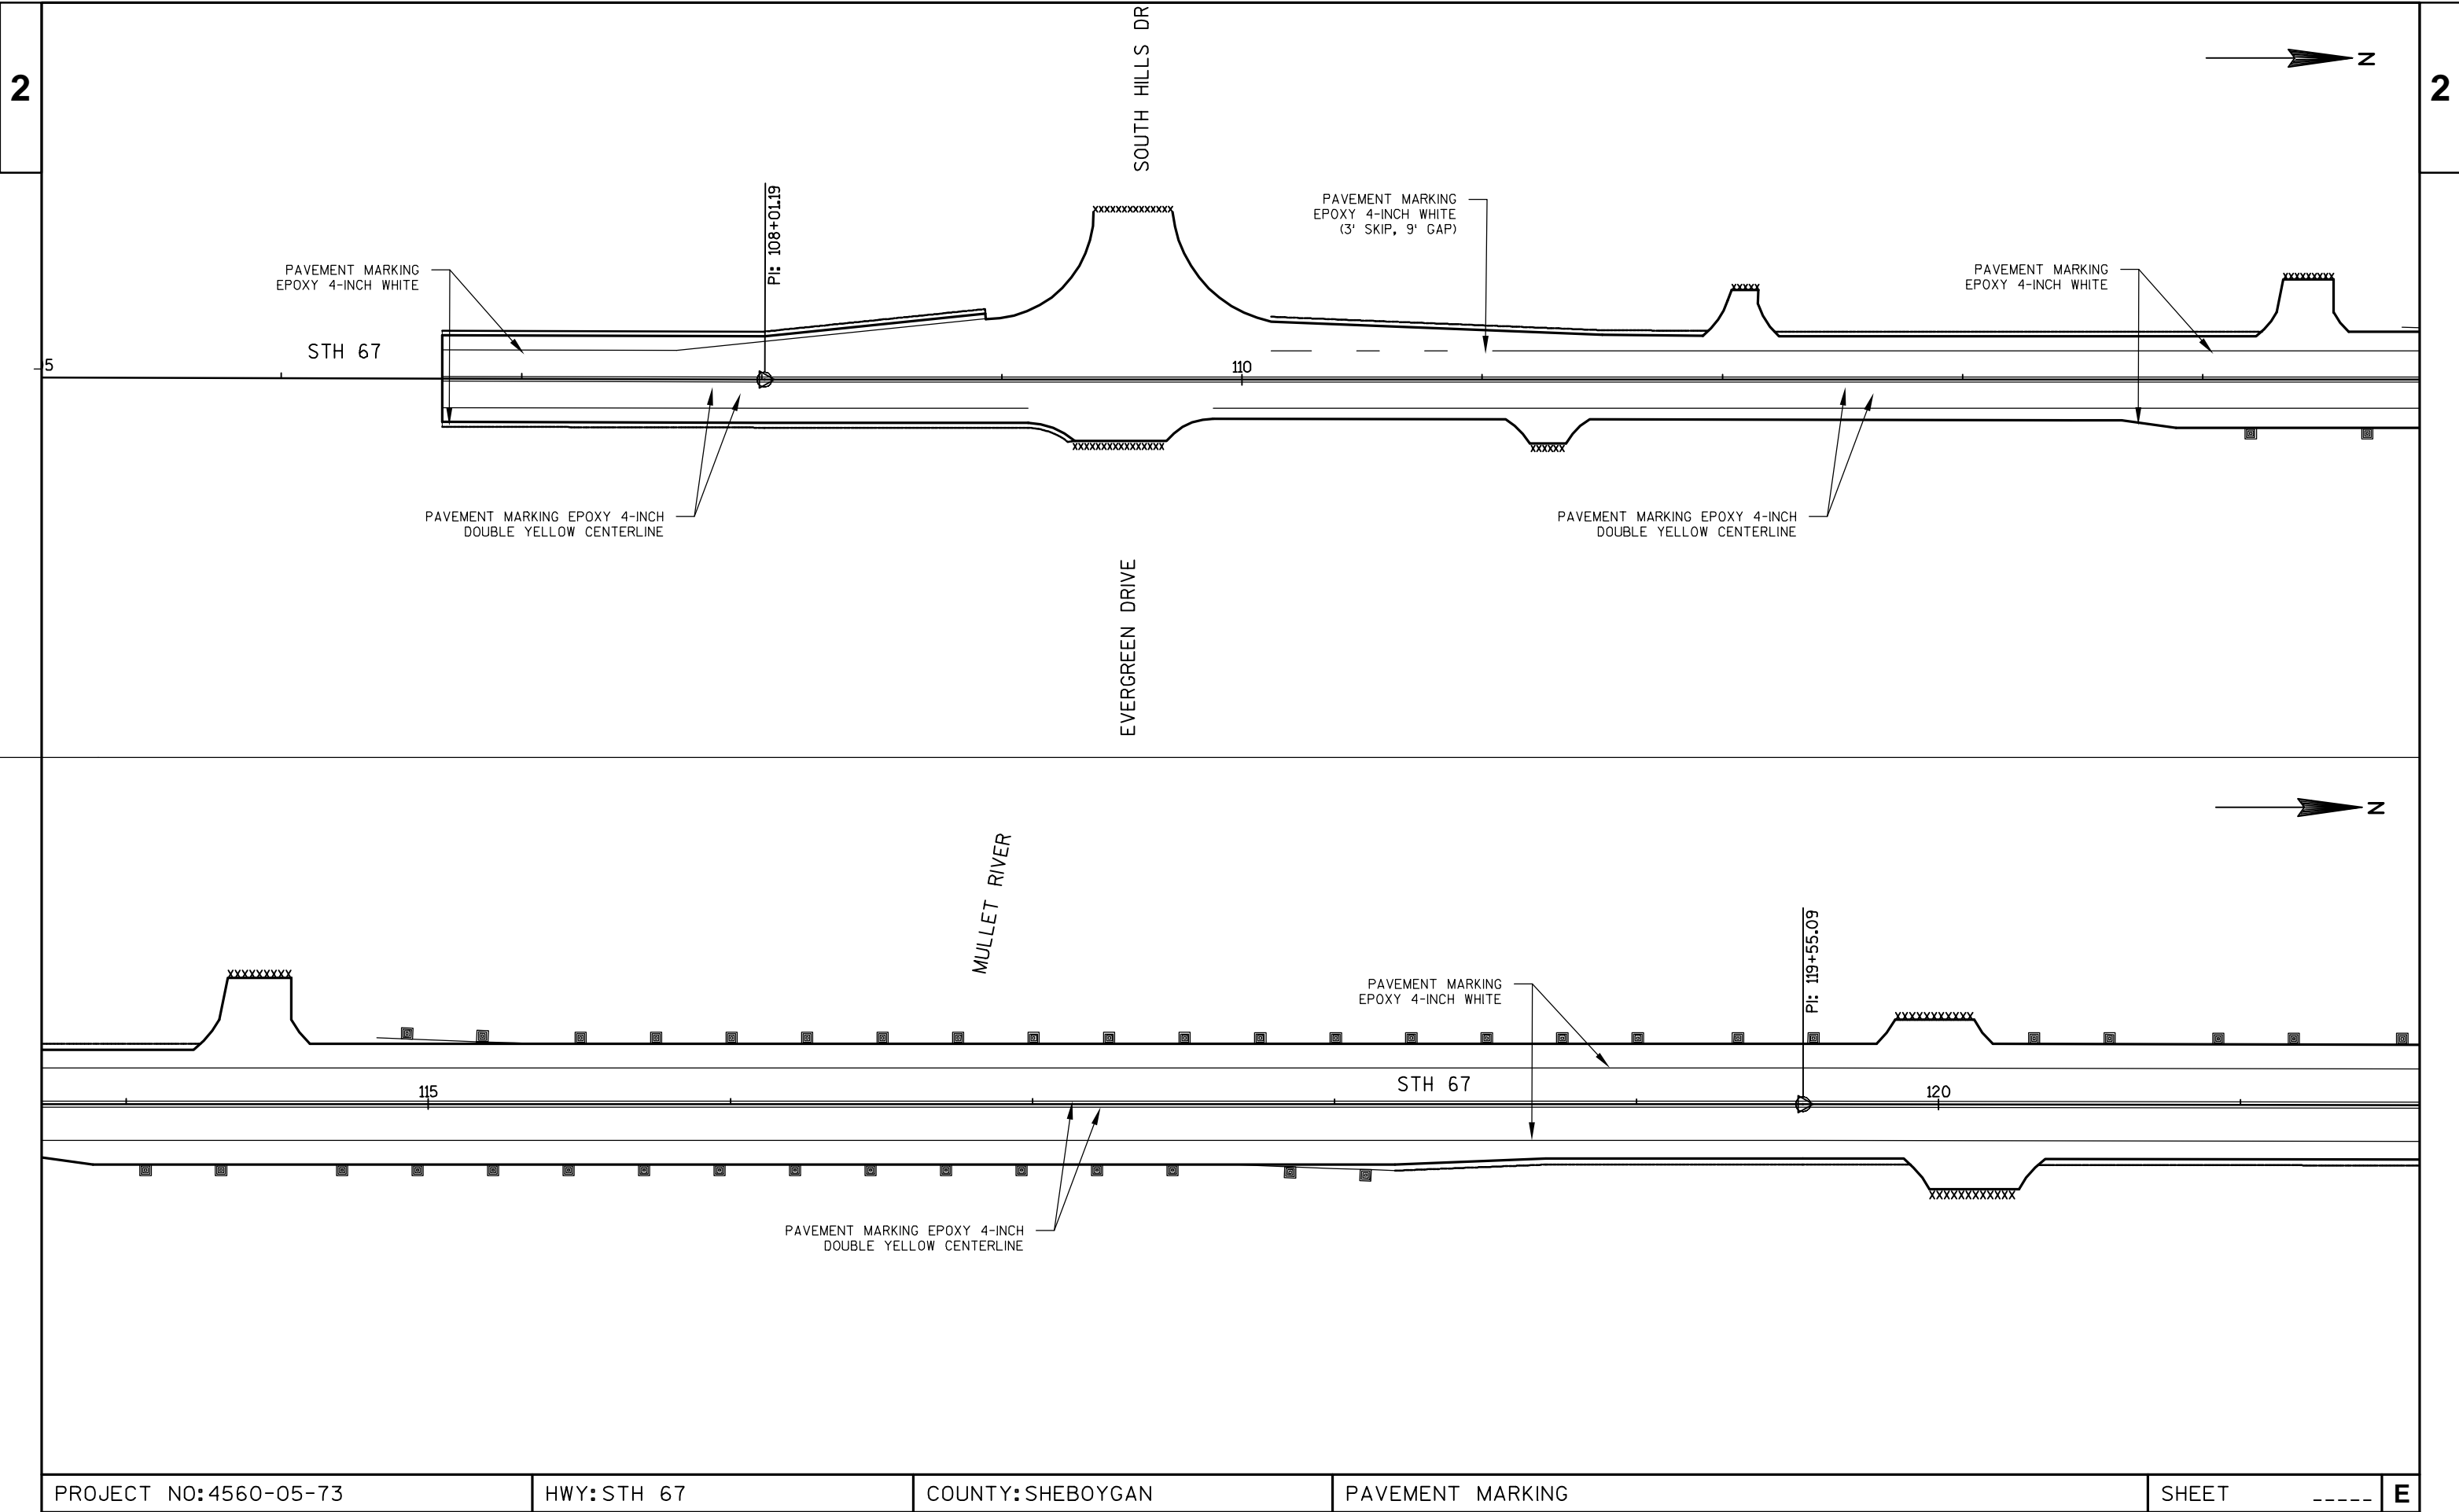 2
2
SOUTH HILLS DR
N
PI: 108+01.19
PAVEMENT MARKING
EPOXY 4-INCH WHITE
(3' SKIP, 9' GAP)
PAVEMENT MARKING
EPOXY 4-INCH WHITE
PAVEMENT MARKING
EPOXY 4-INCH WHITE
STH 67
5
110
PAVEMENT MARKING EPOXY 4-INCH
DOUBLE YELLOW CENTERLINE
PAVEMENT MARKING EPOXY 4-INCH
DOUBLE YELLOW CENTERLINE
EVERGREEN DRIVE
N
MULLET RIVER
PI: 119+55.09
PAVEMENT MARKING
EPOXY 4-INCH WHITE
STH 67
115
120
PAVEMENT MARKING EPOXY 4-INCH
DOUBLE YELLOW CENTERLINE
PROJECT NO:4560-05-73
HWY:STH 67
COUNTY:SHEBOYGAN
PAVEMENT MARKING
SHEET _____
E